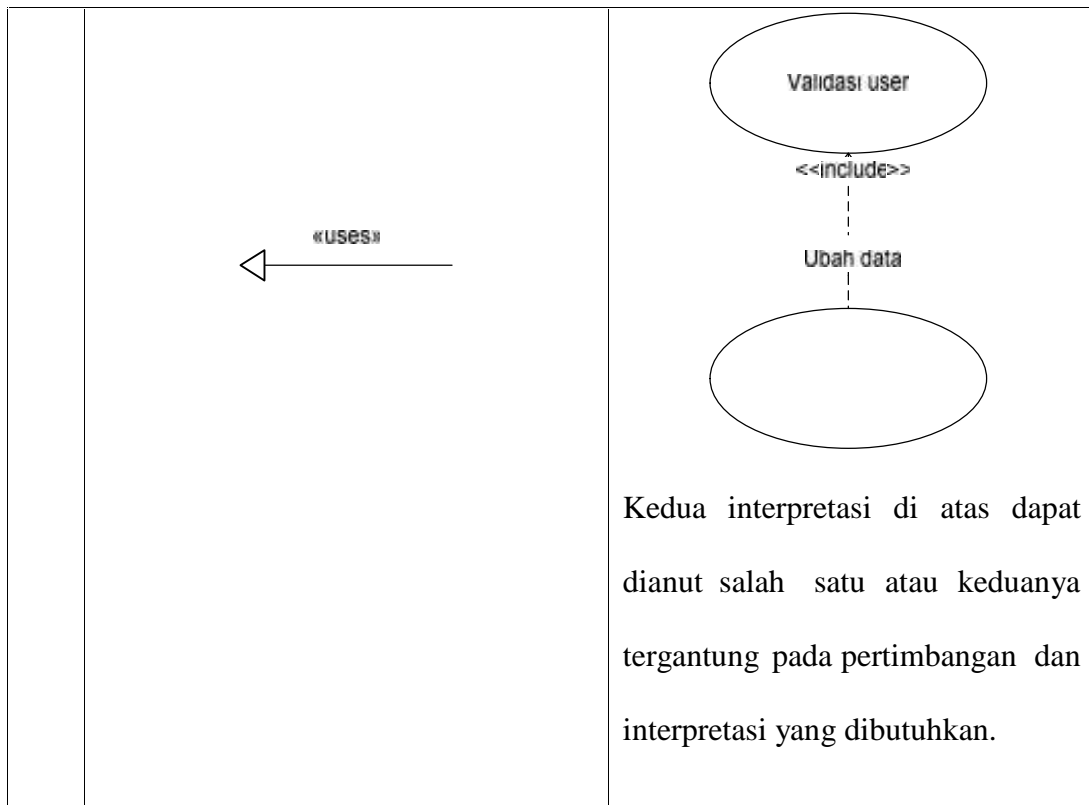 «uses»
Validasi user
<<include>>
Ubah data
Kedua interpretasi di atas dapat
dianut salah satu atau keduanya
tergantung pada pertimbangan dan
interpretasi yang dibutuhkan.